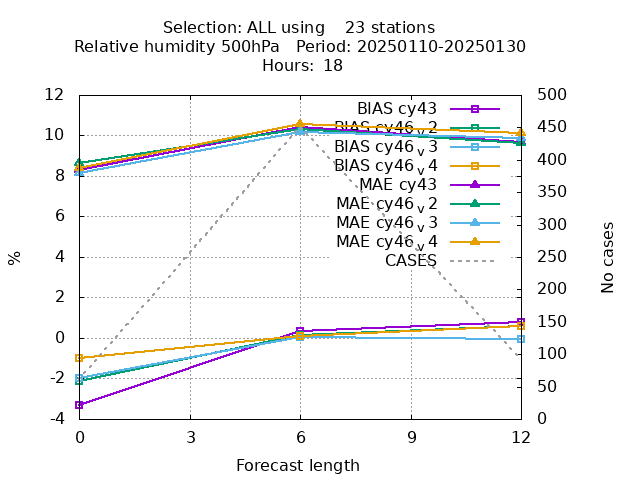 Selection: ALL using    23 stations
Relative humidity 500hPa   Period: 20250110-20250130
Hours: 18
12
10
8
6
4
2
0
-2
-4
%
500
450
400
350
300
250
200
150
100
50
0
No cases
BIAS cy43
BIAS cy46_v2
BIAS cy46_v3
BIAS cy46_v4
MAE cy43
MAE cy46_v2
MAE cy46_v3
MAE cy46_v4
CASES
0 3 6 9 12
Forecast length